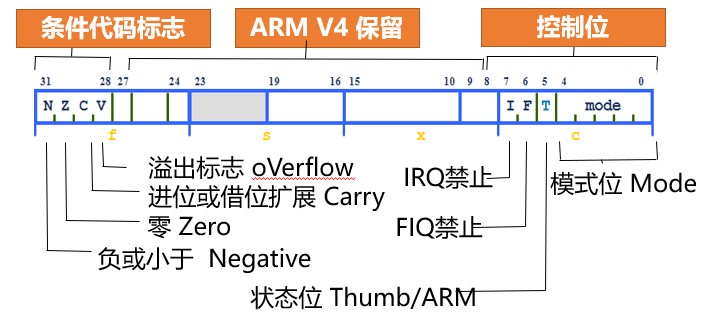 条件代码标志 ARM V4 保留 控制位
31 28 27 24 23 19 16 15 10 9 8 7 6 5 4 0
N Z C V I F T mode
f s x c
溢出标志 oVerflow
进位或借位扩展 Carry
零 Zero
负或小于 Negative
IRQ禁止
FIQ禁止
模式位 Mode
状态位 Thumb/ARM